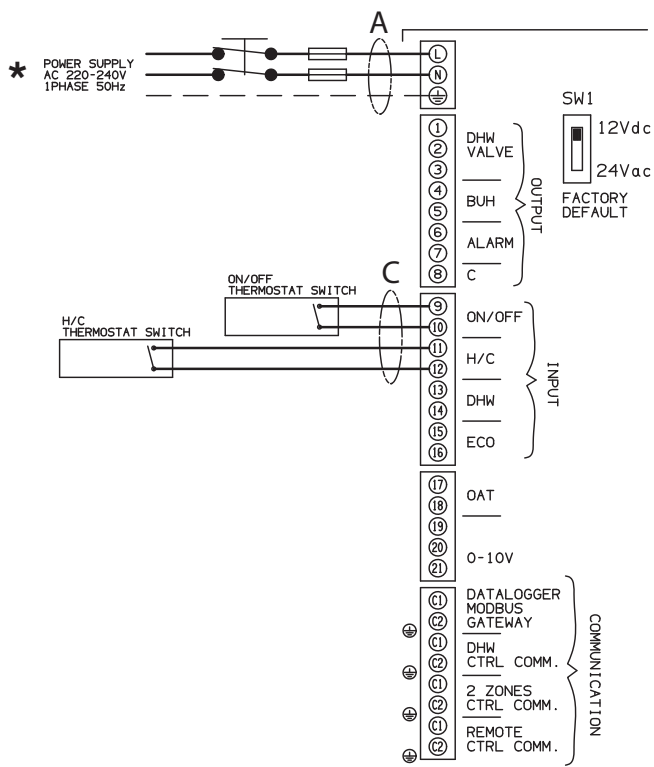 A
*
POWER SUPPLY
AC 220-240V
1PHASE 50Hz
L
N
SW1
12Vdc
24Vac
FACTORY
DEFAULT
1
2
3
DHW
VALVE
4
5
BUH
6
7
ALARM
8
C
OUTPUT
C
ON/OFF
THERMOSTAT SWITCH
H/C
THERMOSTAT SWITCH
9
10
ON/OFF
11
12
H/C
13
14
DHW
15
16
ECO
INPUT
17
18
OAT
19
20
21
0-10V
C1
C2
DATALOGGER
MODBUS
GATEWAY
C1
C2
DHW
CTRL COMM.
C1
C2
2 ZONES
CTRL COMM.
C1
C2
REMOTE
CTRL COMM.
COMMUNICATION